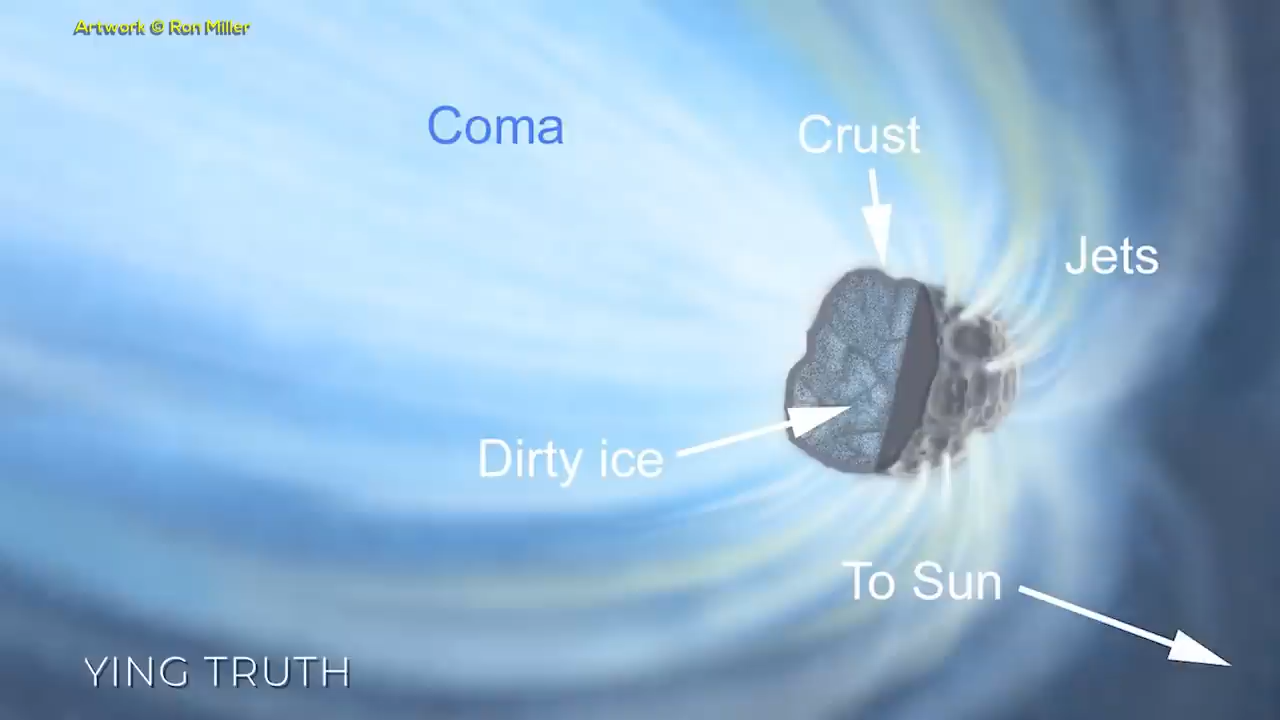 Artwork © Ron Miller
Coma
Crust
Jets
Dirty ice
To Sun
YING TRUTH